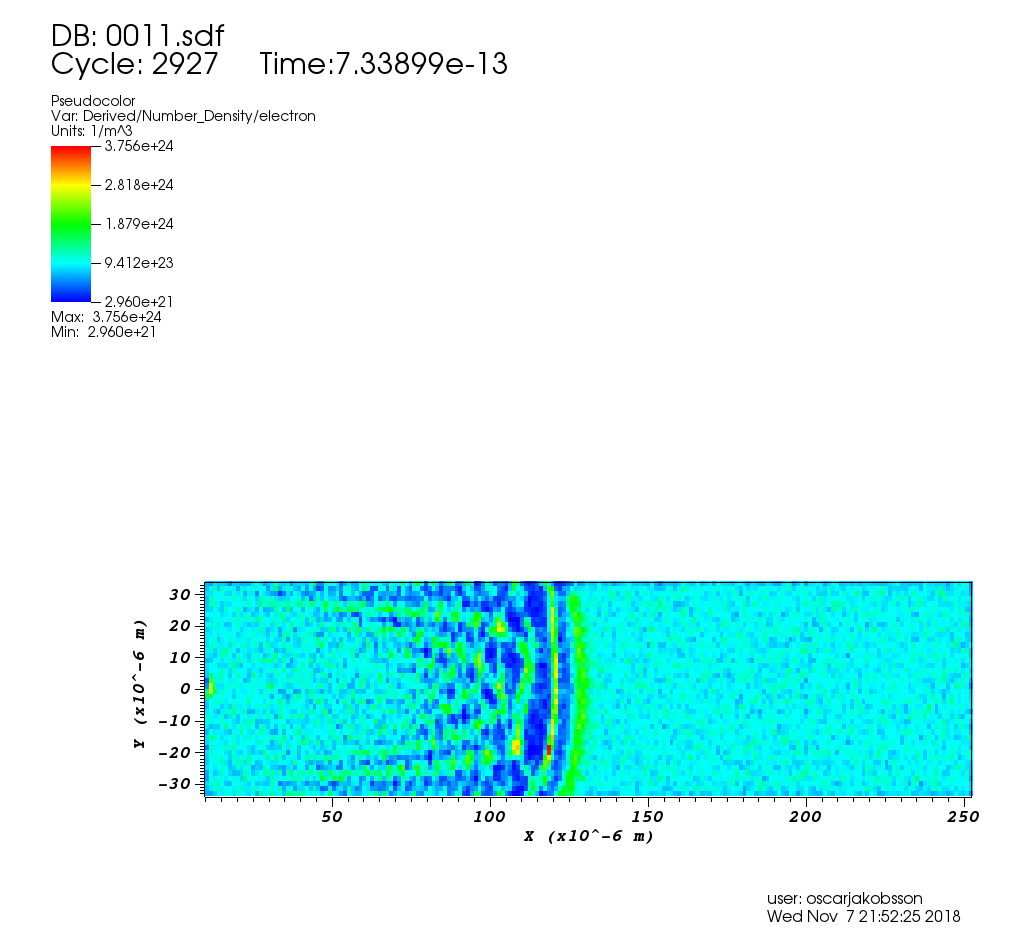 DB: 0011.sdf
Cycle: 2927 Time:7.33899e-13
Pseudocolor
Var: Derived/Number_Density/electron
Units: 1/m^3
3.756e+24
2.818e+24
1.879e+24
9.412e+23
2.960e+21
Max: 3.756e+24
Min: 2.960e+21
30
20
10
0
-10
-20
-30
Y (x10^-6 m)
50 100 150 200 250
X (x10^-6 m)
user: oscarjakobsson
Wed Nov 7 21:52:25 2018